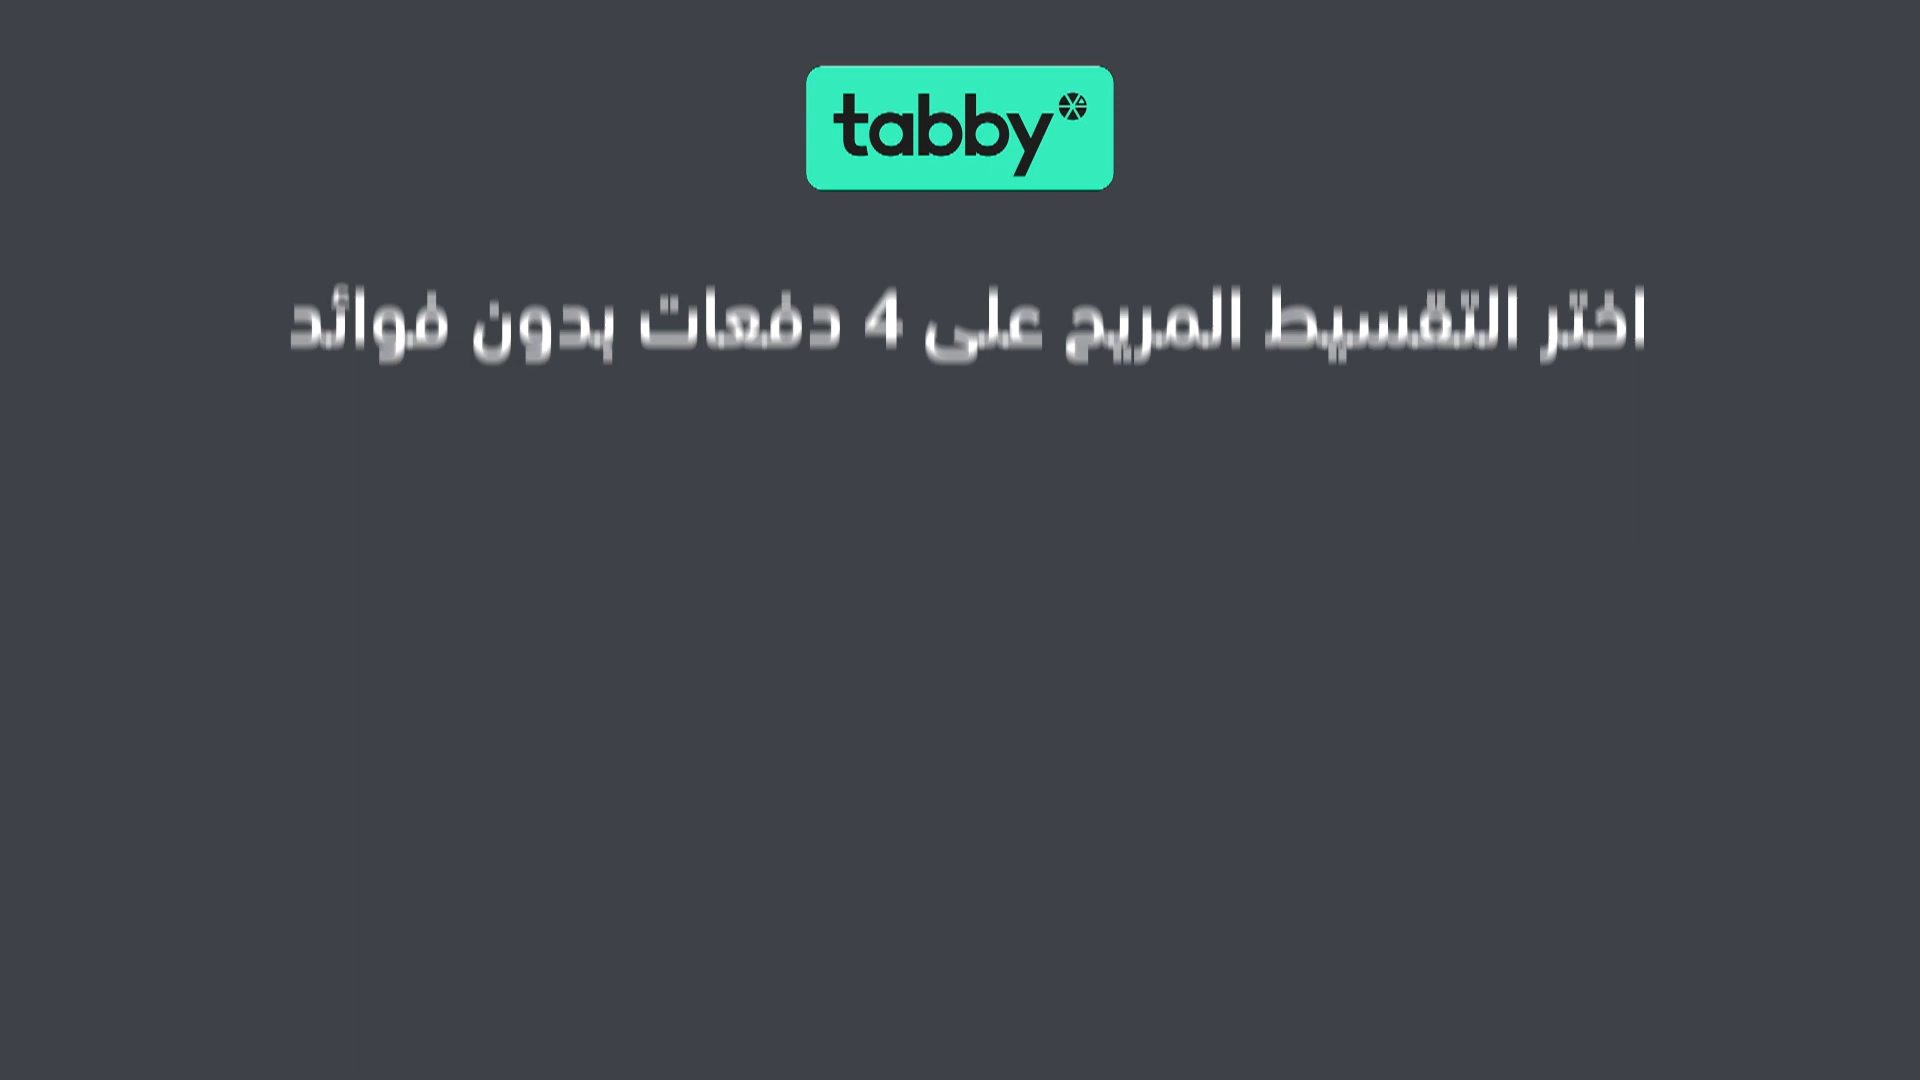 tabby
اختر التقسيط المريح على 4 دفعات بدون فوائد